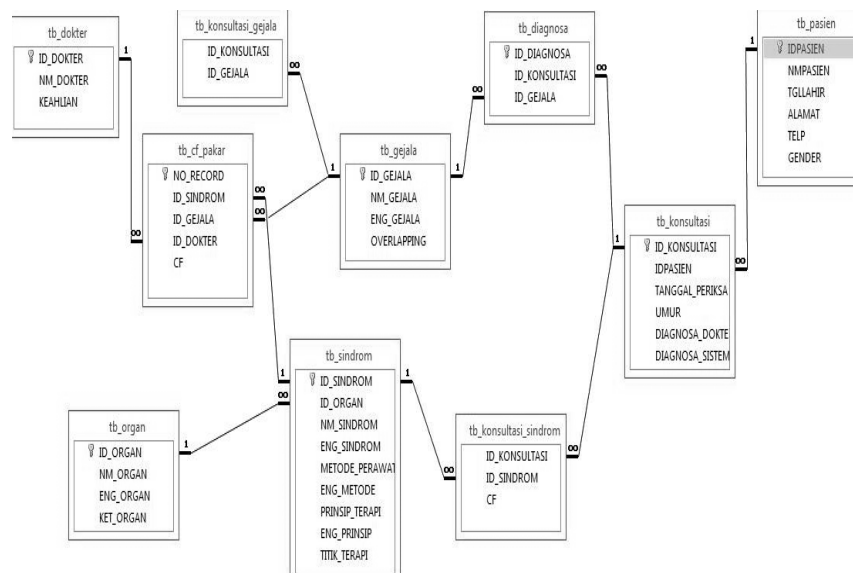 tb_dokter
ID_DOKTER
NM_DOKTER
KEAHLIAN
tb_konsultasi_gejala
ID_KONSULTASI
ID_GEJALA
tb_diagnosa
ID_DIAGNOSA
ID_KONSULTASI
ID_GEJALA
tb_pasien
IDPASIEN
NMPASIEN
TGLLAHIR
ALAMAT
TELP
GENDER
tb_cf_pakar
NO_RECORD
ID_SINDROM
ID_GEJALA
ID_DOKTER
CF
tb_gejala
ID_GEJALA
NM_GEJALA
ENG_GEJALA
OVERLAPPING
tb_konsultasi
ID_KONSULTASI
IDPASIEN
TANGGAL_PERIKSA
UMUR
DIAGNOSA_DOKTE
DIAGNOSA_SISTEM
tb_organ
ID_ORGAN
NM_ORGAN
ENG_ORGAN
KET_ORGAN
tb_sindrom
ID_SINDROM
ID_ORGAN
NM_SINDROM
ENG_SINDROM
METODE_PERAWAT
ENG_METODE
PRINSIP_TERAPI
ENG_PRINSIP
TITIK_TERAPI
tb_konsultasi_sindrom
ID_KONSULTASI
ID_SINDROM
CF
1
∞
∞
∞
∞
1
1
∞
∞
1
1
∞
1
∞
1
∞
1
∞